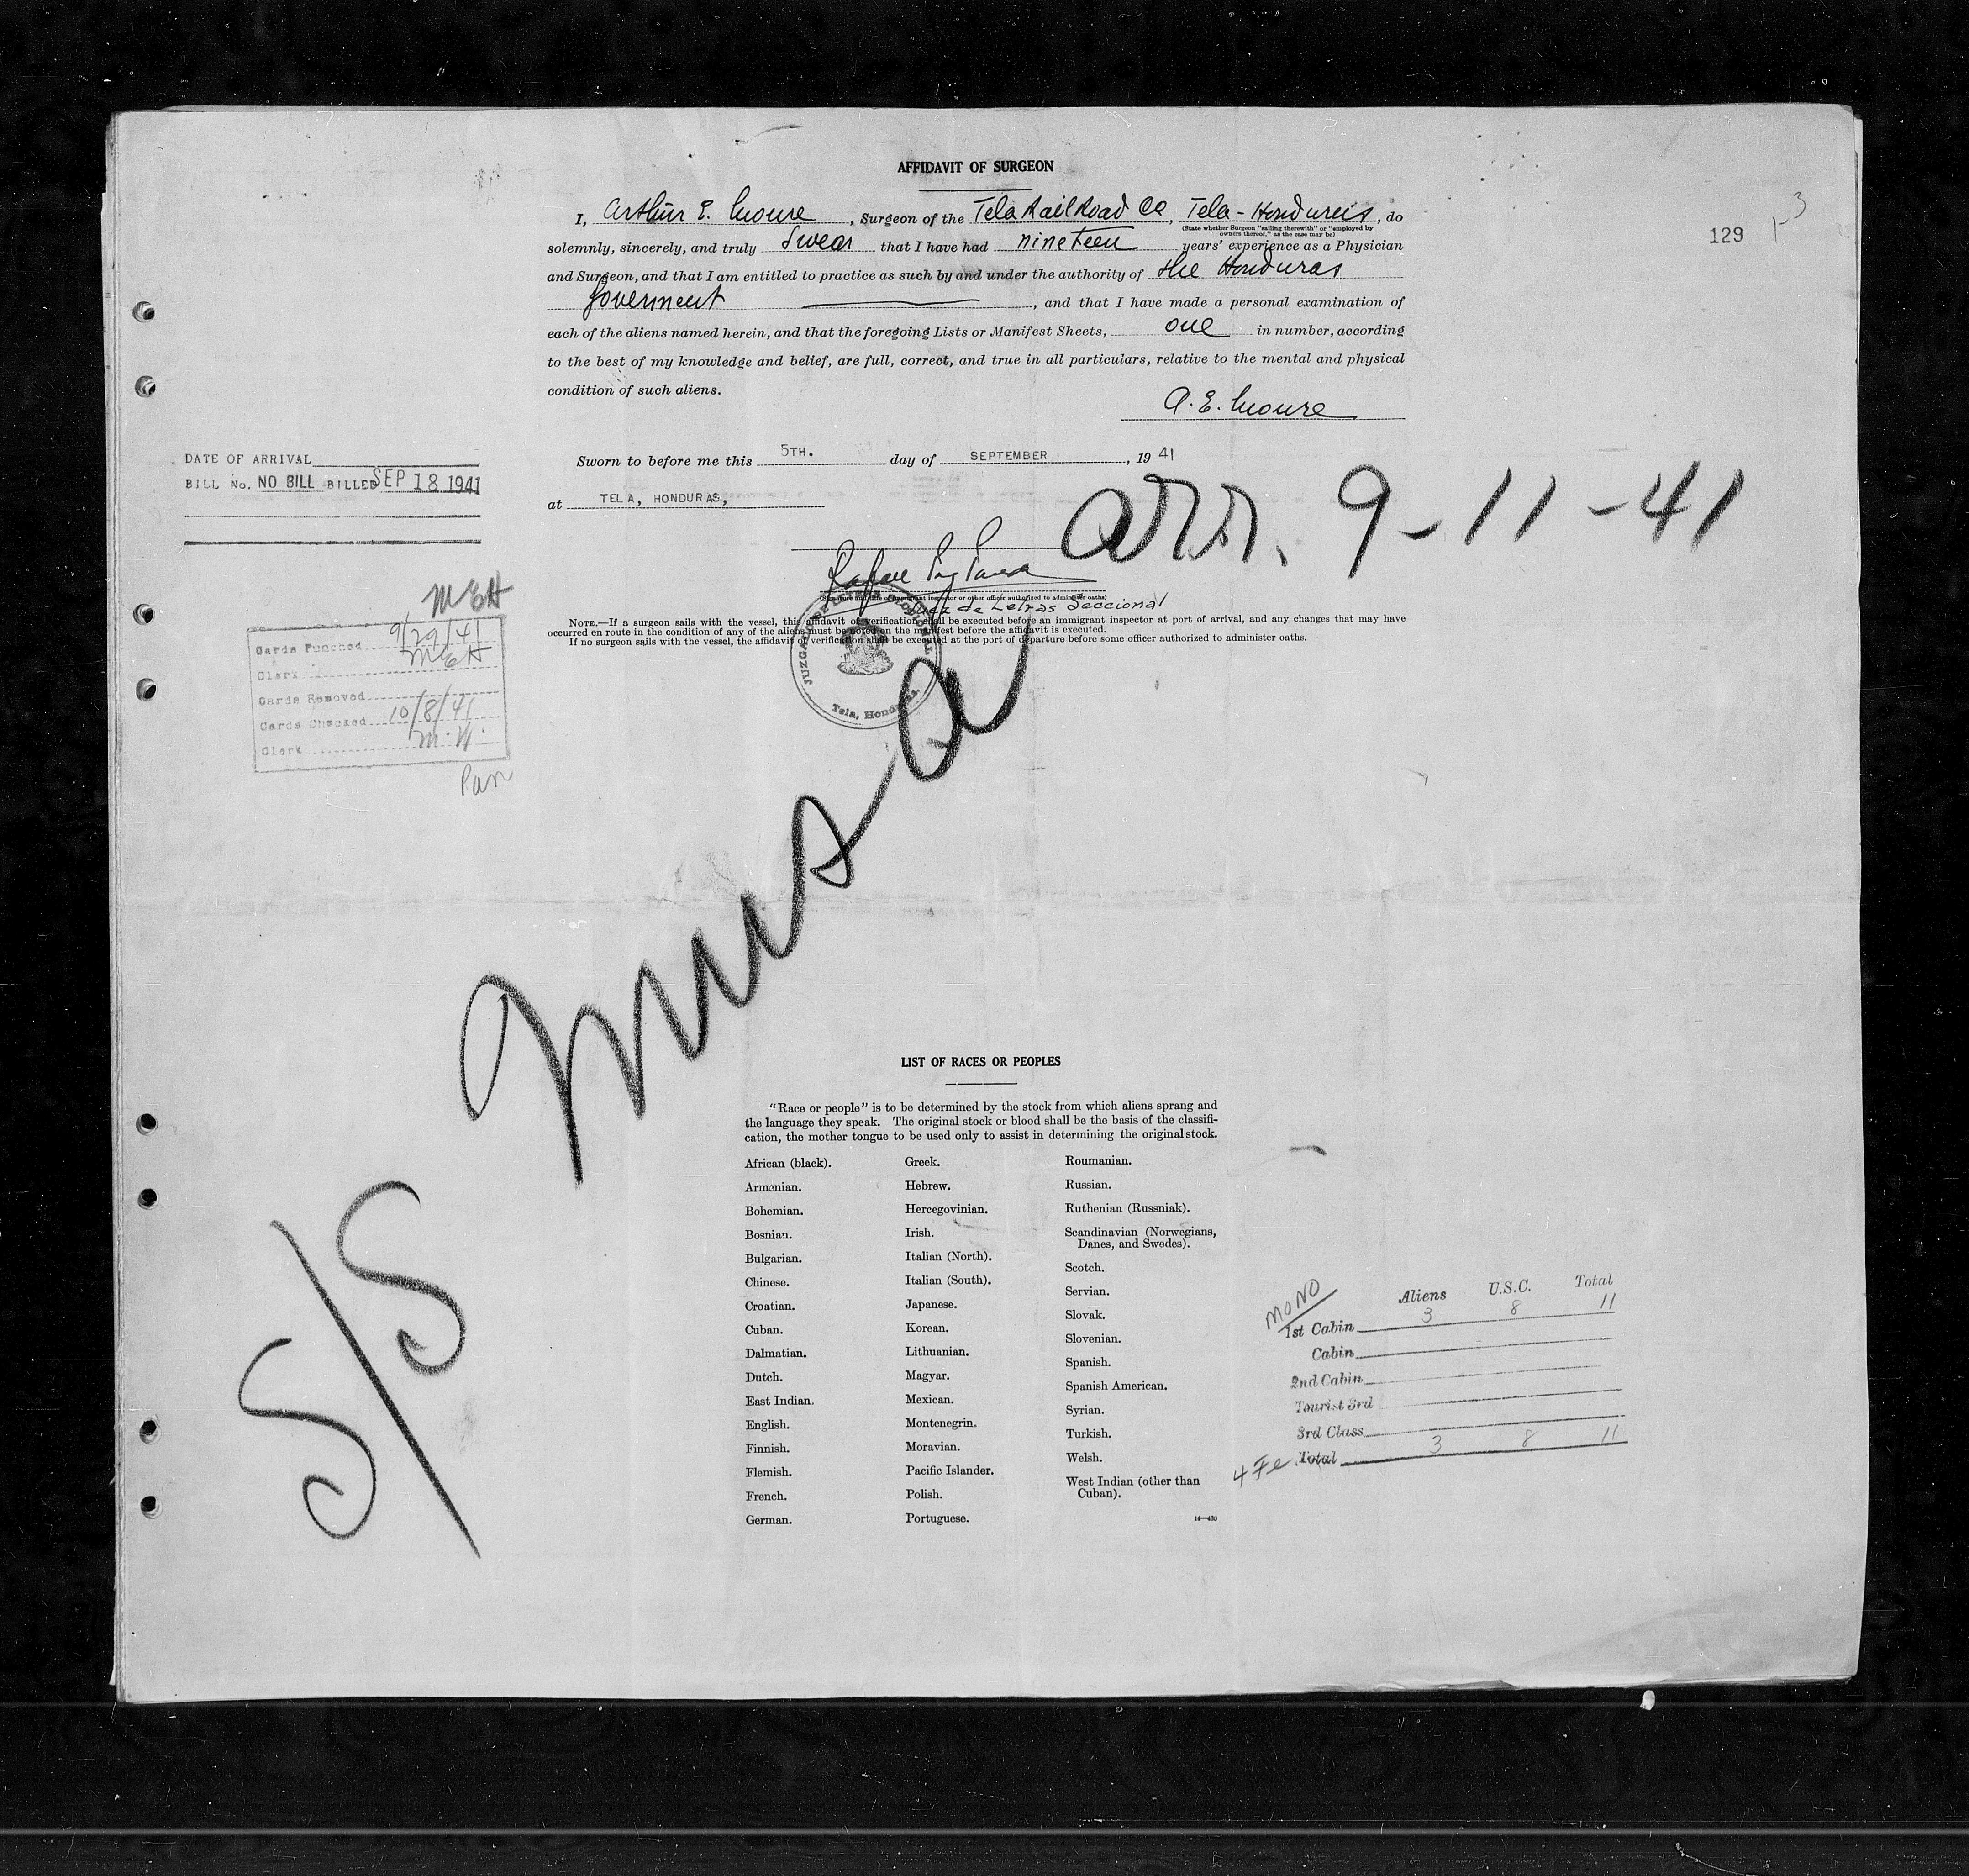 AFFIDAVIT OF SURGEON
I, Arthur E. , Surgeon of the Tela RailRoad Co, Tela - Honduras, do
(State whether Surgeon "sailing therewith" or "employed by
owners thereof," as the case may be)
129
1-3
solemnly, sincerely, and truly Swear that I have had nineteen years' experience as a Physician
and Surgeon, and that I am entitled to practice as such by and under the authority of the Honduras
Goverment , and that I have made a personal examination of
each of the aliens named herein, and that the foregoing Lists or Manifest Sheets, one in number, according
to the best of my knowledge and belief, are full, correct, and true in all particulars, relative to the mental and physical
condition of such aliens.
A. E.
Sworn to before me this 5TH. day of SEPTEMBER, 19 41
at TELA, HONDURAS,
DATE OF ARRIVAL
BILL No. NO BILL BILLED SEP 18 1941
arr. 9-11-41
Juez de Letras Seccional
NOTE.—If a surgeon sails with the vessel, this affidavit or verification shall be executed before an immigrant inspector at port of arrival, and any changes that may have
occurred en route in the condition of any of the aliens must be noted on the manifest before the affidavit is executed.
If no surgeon sails with the vessel, the affidavit or verification shall be executed at the port of departure before some officer authorized to administer oaths.
Tela, Honduras
MEH
Cards Punched 9/29/41
Clerk MEH
Cards Removed
Cards Checked 10/8/41
Clerk M.H.
Pan
S/S Musa
LIST OF RACES OR PEOPLES
"Race or people" is to be determined by the stock from which aliens sprang and
the language they speak. The original stock or blood shall be the basis of the classifi-
cation, the mother tongue to be used only to assist in determining the original stock.
African (black).
Armenian.
Bohemian.
Bosnian.
Bulgarian.
Chinese.
Croatian.
Cuban.
Dalmatian.
Dutch.
East Indian.
English.
Finnish.
Flemish.
French.
German.
Greek.
Hebrew.
Hercegovinian.
Irish.
Italian (North).
Italian (South).
Japanese.
Korean.
Lithuanian.
Magyar.
Mexican.
Montenegrin.
Moravian.
Pacific Islander.
Polish.
Portuguese.
Roumanian.
Russian.
Ruthenian (Russniak).
Scandinavian (Norwegians,
Danes, and Swedes).
Scotch.
Servian.
Slovak.
Slovenian.
Spanish.
Spanish American.
Syrian.
Turkish.
Welsh.
West Indian (other than
Cuban).
14—430
MONO
Aliens U.S.C. Total
1st Cabin 3 8 11
Cabin
2nd Cabin
Tourist 3rd
3rd Class
4 Fe Total 3 8 11